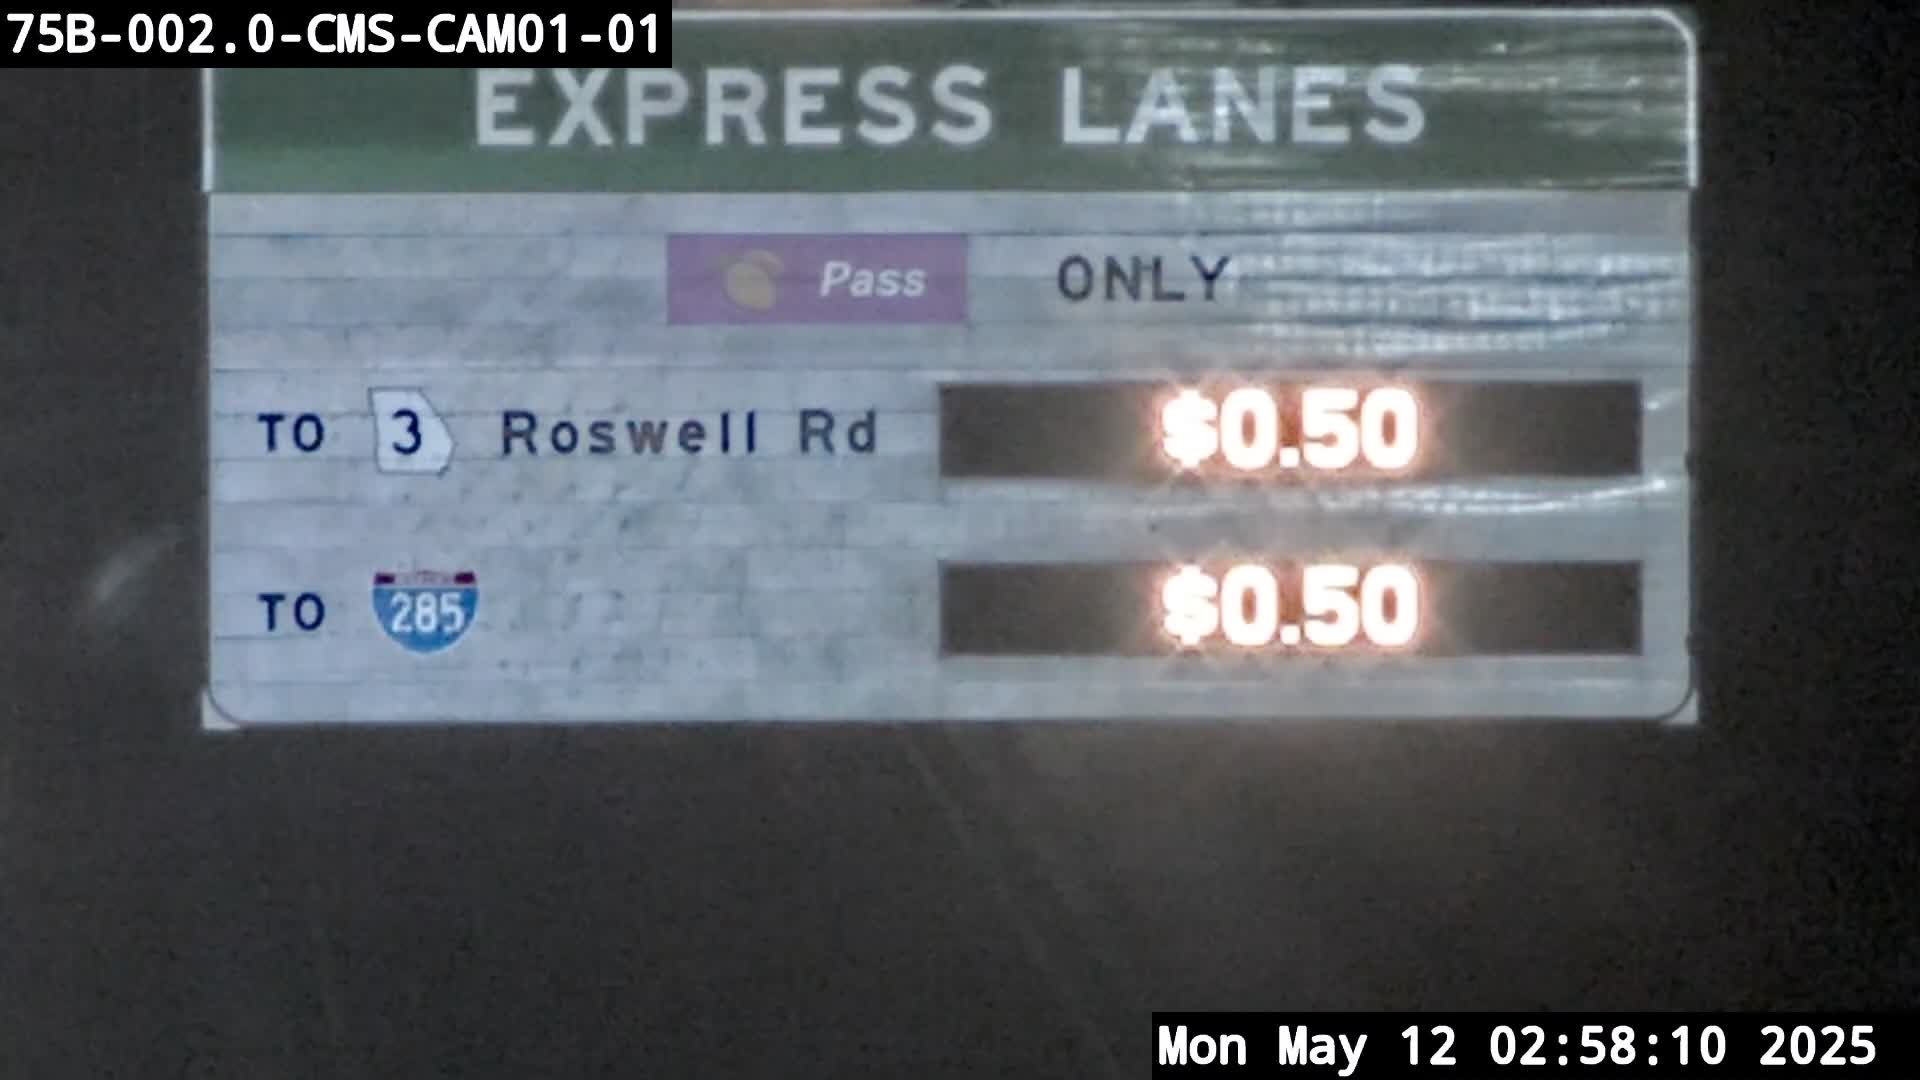 75B-002.0-CMS-CAM01-01
EXPRESS LANES
Pass ONLY
TO 3 Roswell Rd $0.50
TO 285 $0.50
Mon May 12 02:58:10 2025